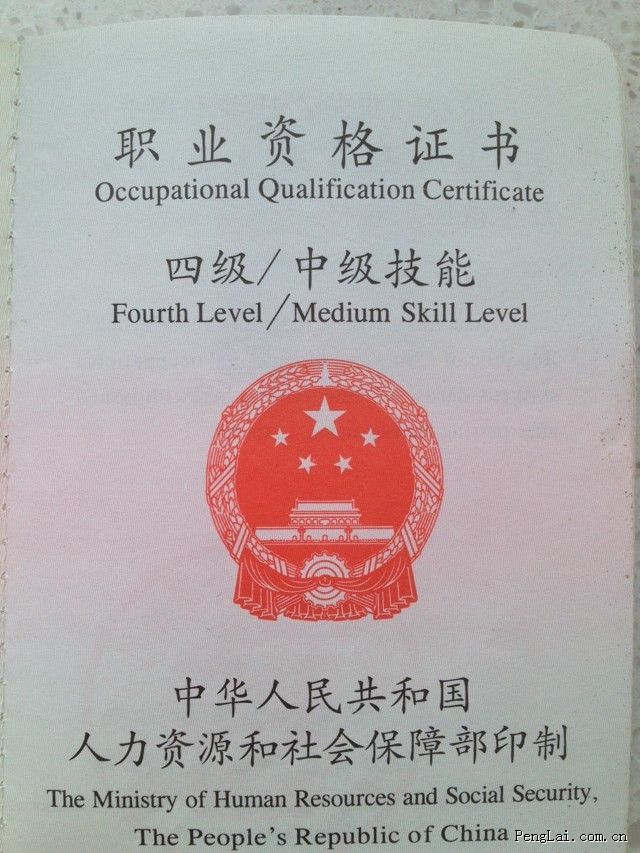 职业资格证书
Occupational Qualification Certificate
四级/中级技能
Fourth Level/Medium Skill Level
中华人民共和国
人力资源和社会保障部印制
The Ministry of Human Resources and Social Security,
The People's Republic of China
PengLai.com.cn